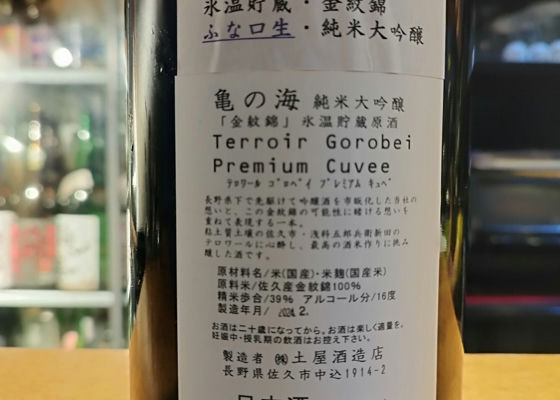 氷温貯蔵・金紋錦
ふな口生・純米大吟醸
亀の海 純米大吟醸
「金紋錦」氷温貯蔵原酒
Terroir Gorobei
Premium Cuvee
テロワール ゴロベイ プレミアム キュベ
長野県下で先駆けて吟醸酒を市販化した当社の
想いと、この金紋錦の可能性に賭ける想いを
重ねて表現する一本。
粘土質土壌の佐久市・浅科五郎兵衛新田の
テロワールに心酔し、最高の酒米作りに挑み
醸した酒です。
原材料名/米(国産)・米麹(国産米)
原料米/佐久産金紋錦100%
精米歩合/39% アルコール分/16度
製造年月/ 2024. 2.
お酒は二十歳になってから。お酒は楽しく適量を。
妊娠中・授乳期の飲酒はお控え下さい。
製造者 ㈱土屋酒造店
長野県佐久市中込1914-2
日本酒